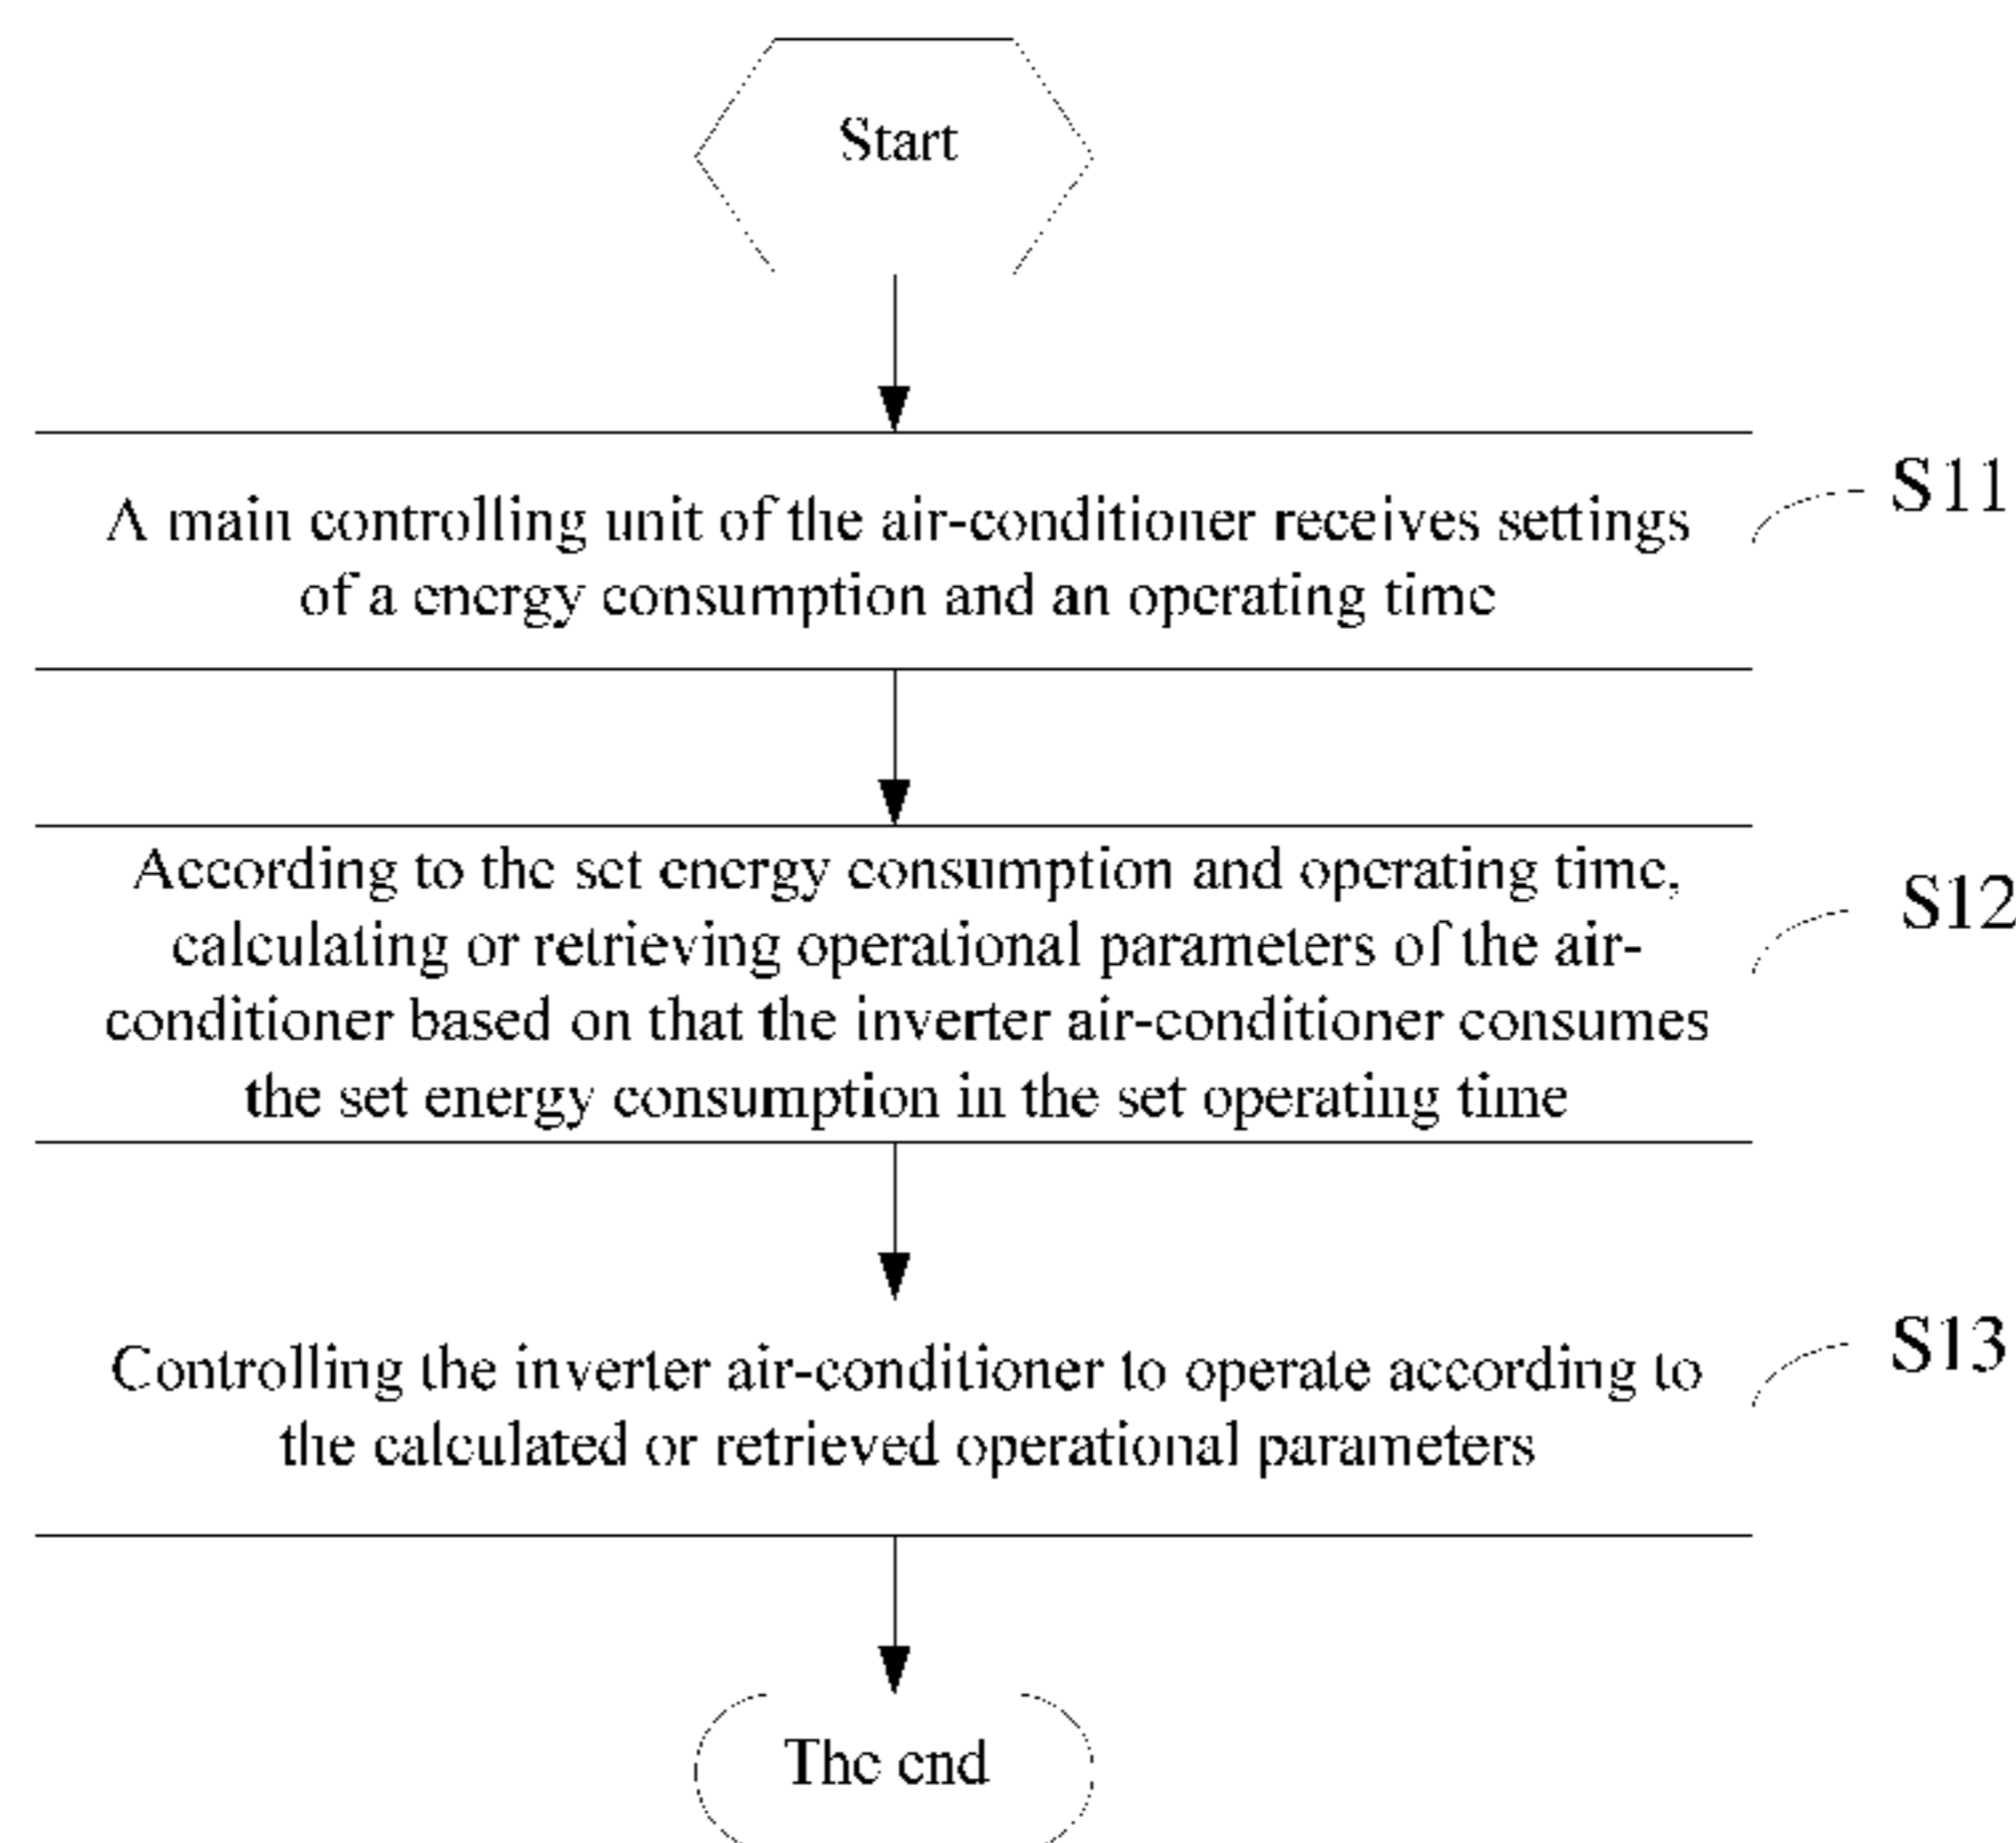 Start
S11
A main controlling unit of the air-conditioner receives settings
of a energy consumption and an operating time
According to the set energy consumption and operating time,
S12
calculating or retrieving operational parameters of the air-
conditioner based on that the inverter air-conditioner consumes
the set energy consumption in the set operating time
S13
Controlling the inverter air-conditioner to operate according to
the calculated or retrieved operational parameters
The end